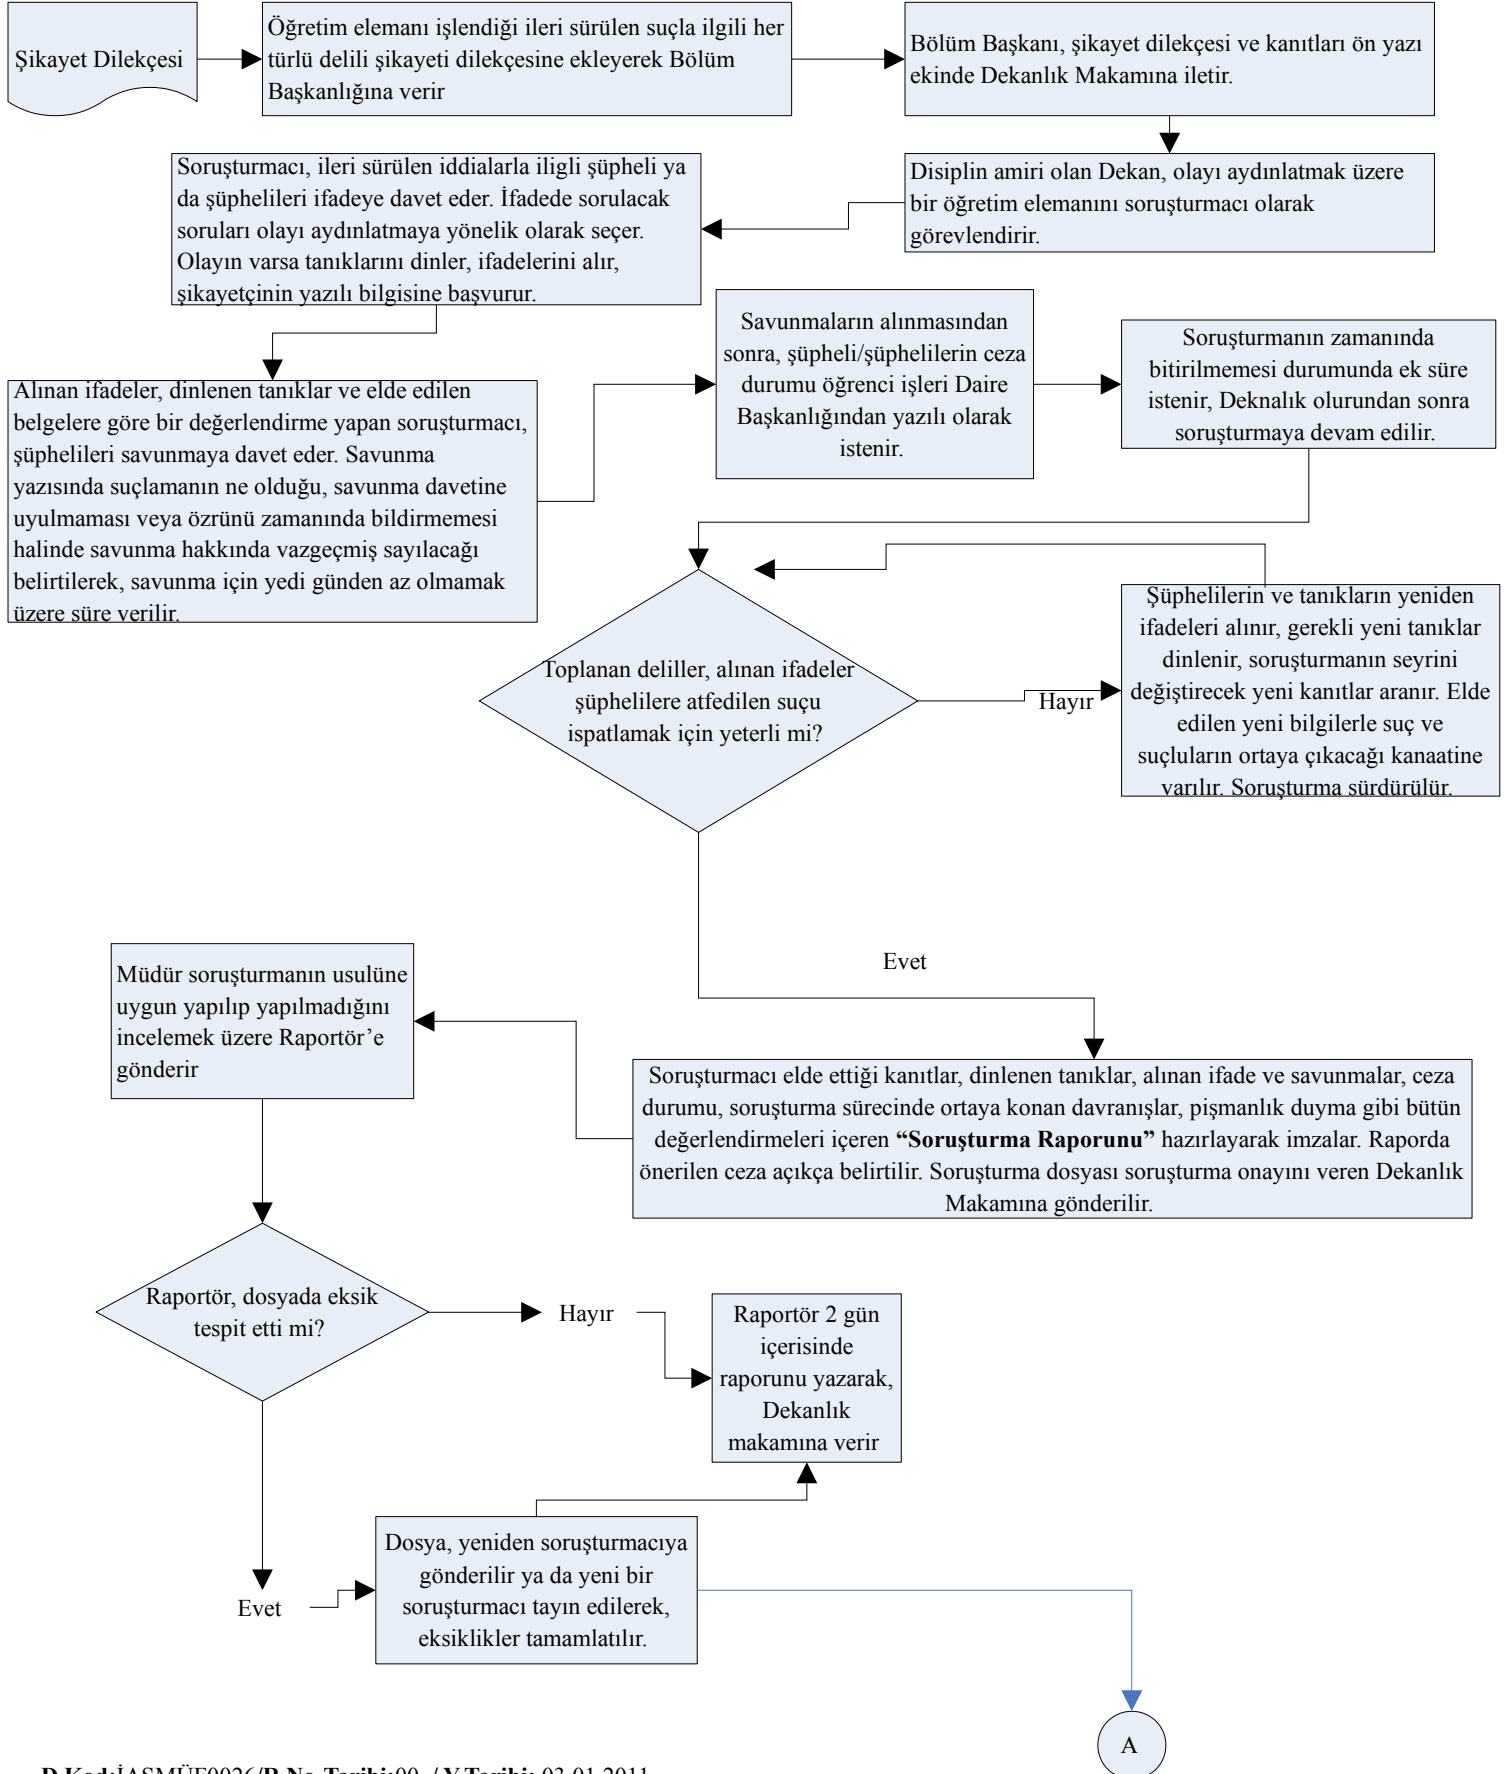 Şikayet Dilekçesi
Öğretim elemanı işlendiği ileri sürülen suçla ilgili her
türlü delili şikayeti dilekçesine ekleyerek Bölüm
Başkanlığına verir
Bölüm Başkanı, şikayet dilekçesi ve kanıtları ön yazı
ekinde Dekanlık Makamına iletir.
Disiplin amiri olan Dekan, olayı aydınlatmak üzere
bir öğretim elemanını soruşturmacı olarak
görevlendirir.
Soruşturmacı, ileri sürülen iddialarla iligli şüpheli ya
da şüphelileri ifadeye davet eder. İfadede sorulacak
soruları olayı aydınlatmaya yönelik olarak seçer.
Olayın varsa tanıklarını dinler, ifadelerini alır,
şikayetçinin yazılı bilgisine başvurur.
Alınan ifadeler, dinlenen tanıklar ve elde edilen
belgelere göre bir değerlendirme yapan soruşturmacı,
şüphelileri savunmaya davet eder. Savunma
yazısında suçlamanın ne olduğu, savunma davetine
uyulmaması veya özrünü zamanında bildirmemesi
halinde savunma hakkında vazgeçmiş sayılacağı
belirtilerek, savunma için yedi günden az olmamak
üzere süre verilir.
Savunmaların alınmasından
sonra, şüpheli/şüphelilerin ceza
durumu öğrenci işleri Daire
Başkanlığından yazılı olarak
istenir.
Soruşturmanın zamanında
bitirilmemesi durumunda ek süre
istenir, Deknalık olurundan sonra
soruşturmaya devam edilir.
Toplanan deliller, alınan ifadeler
şüphelilere atfedilen suçu
ispatlamak için yeterli mi?
Hayır
Şüphelilerin ve tanıkların yeniden
ifadeleri alınır, gerekli yeni tanıklar
dinlenir, soruşturmanın seyrini
değiştirecek yeni kanıtlar aranır. Elde
edilen yeni bilgilerle suç ve
suçluların ortaya çıkacağı kanaatine
varılır. Soruşturma sürdürülür.
Evet
Soruşturmacı elde ettiği kanıtlar, dinlenen tanıklar, alınan ifade ve savunmalar, ceza
durumu, soruşturma sürecinde ortaya konan davranışlar, pişmanlık duyma gibi bütün
değerlendirmeleri içeren “Soruşturma Raporunu” hazırlayarak imzalar. Raporda
önerilen ceza açıkça belirtilir. Soruşturma dosyası soruşturma onayını veren Dekanlık
Makamına gönderilir.
Müdür soruşturmanın usulüne
uygun yapılıp yapılmadığını
incelemek üzere Raportör’e
gönderir
Raportör, dosyada eksik
tespit etti mi?
Hayır
Raportör 2 gün
içerisinde
raporunu yazarak,
Dekanlık
makamına verir
Evet
Dosya, yeniden soruşturmacıya
gönderilir ya da yeni bir
soruşturmacı tayin edilerek,
eksiklikler tamamlatılır.
A
D.Kod:İASMÜF0026/R.No-Tarihi:00- / Y.Tarihi: 03.01.2011